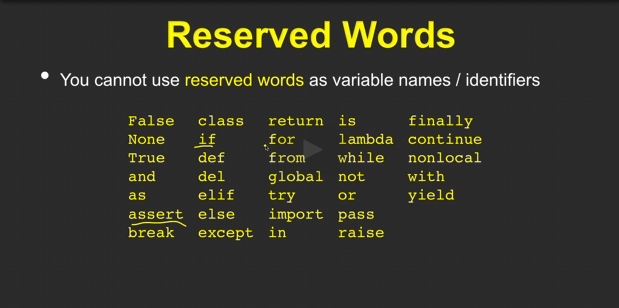 Reserved Words
• You cannot use reserved words as variable names / identifiers
False class return is finally
None if for lambda continue
True def from while nonlocal
and del global not with
as elif try or yield
assert else import pass
break except in raise